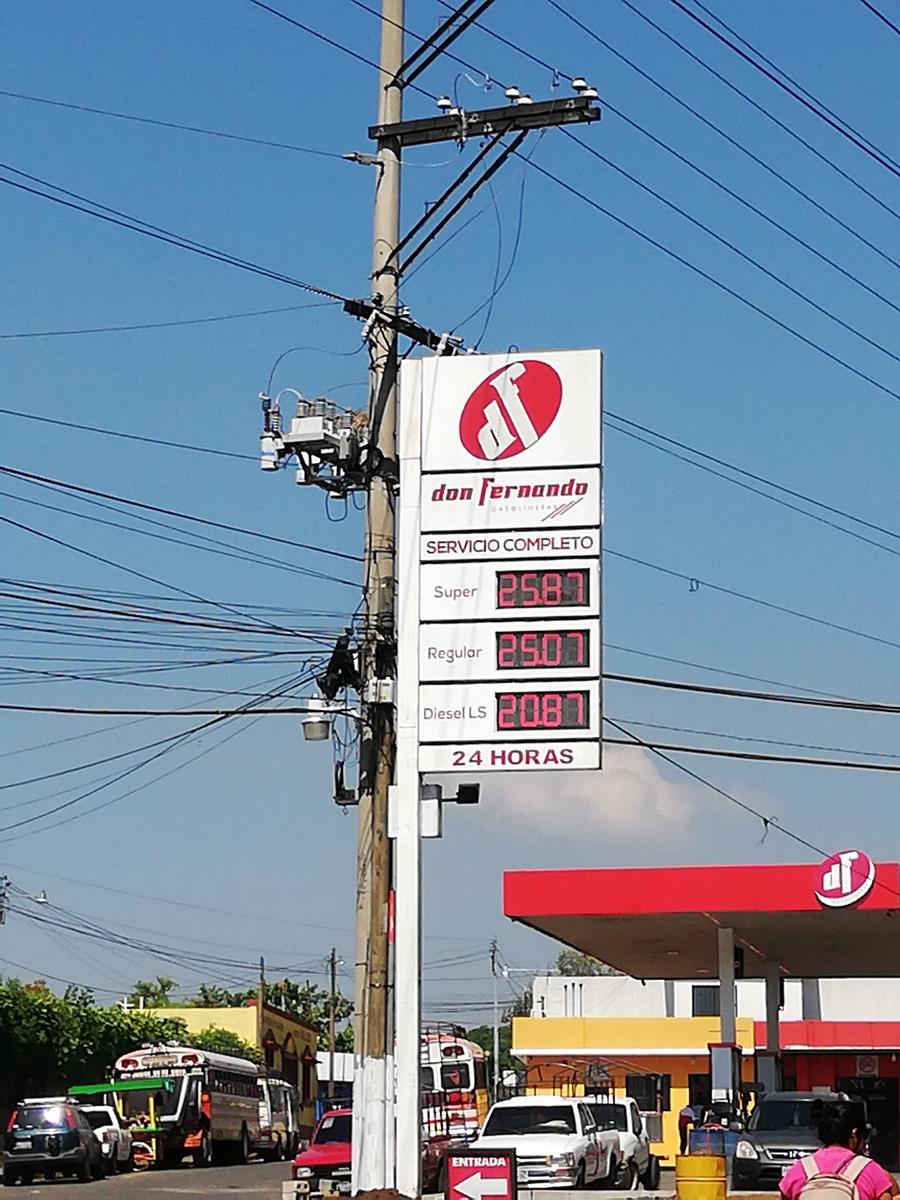 df
don Fernando
GASOLINERAS
SERVICIO COMPLETO
Super 25.87
Regular 25.07
Diesel LS 20.87
24 HORAS
df
ENTRADA